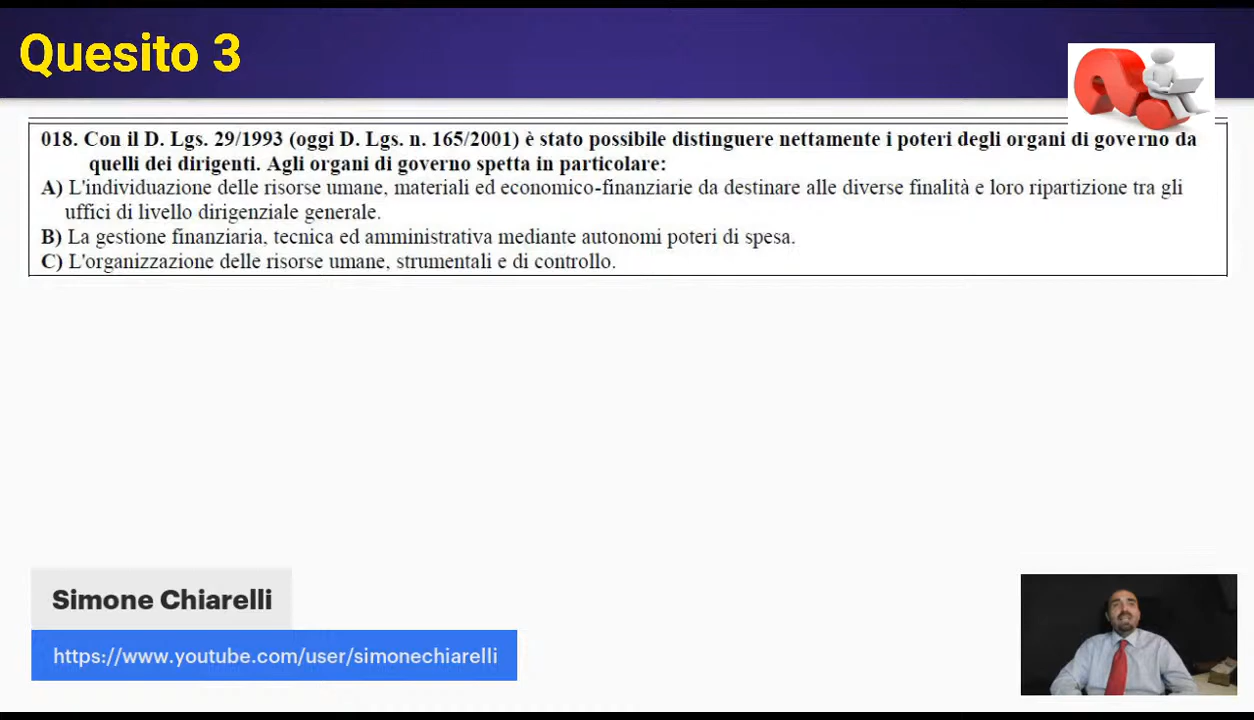 Quesito 3
018. Con il D. Lgs. 29/1993 (oggi D. Lgs. n. 165/2001) è stato possibile distinguere nettamente i poteri degli organi di governo da
quelli dei dirigenti. Agli organi di governo spetta in particolare:
A) L'individuazione delle risorse umane, materiali ed economico-finanziarie da destinare alle diverse finalità e loro ripartizione tra gli
uffici di livello dirigenziale generale.
B) La gestione finanziaria, tecnica ed amministrativa mediante autonomi poteri di spesa.
C) L'organizzazione delle risorse umane, strumentali e di controllo.
Simone Chiarelli
https://www.youtube.com/user/simonechiarelli